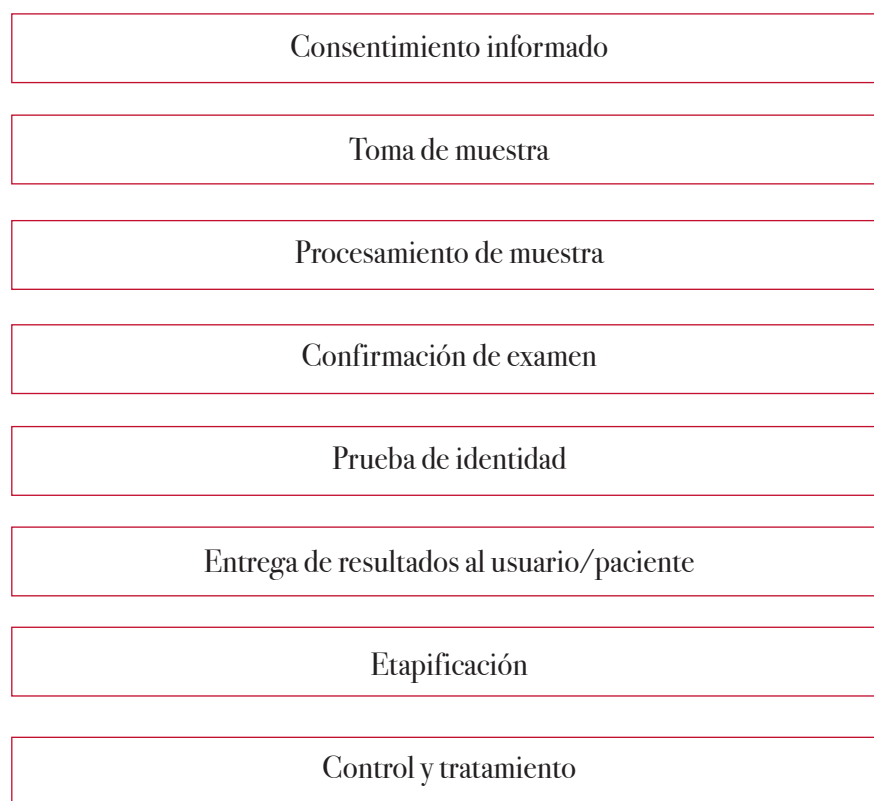 Consentimiento informado
Toma de muestra
Procesamiento de muestra
Confirmación de examen
Prueba de identidad
Entrega de resultados al usuario/paciente
Etapificación
Control y tratamiento